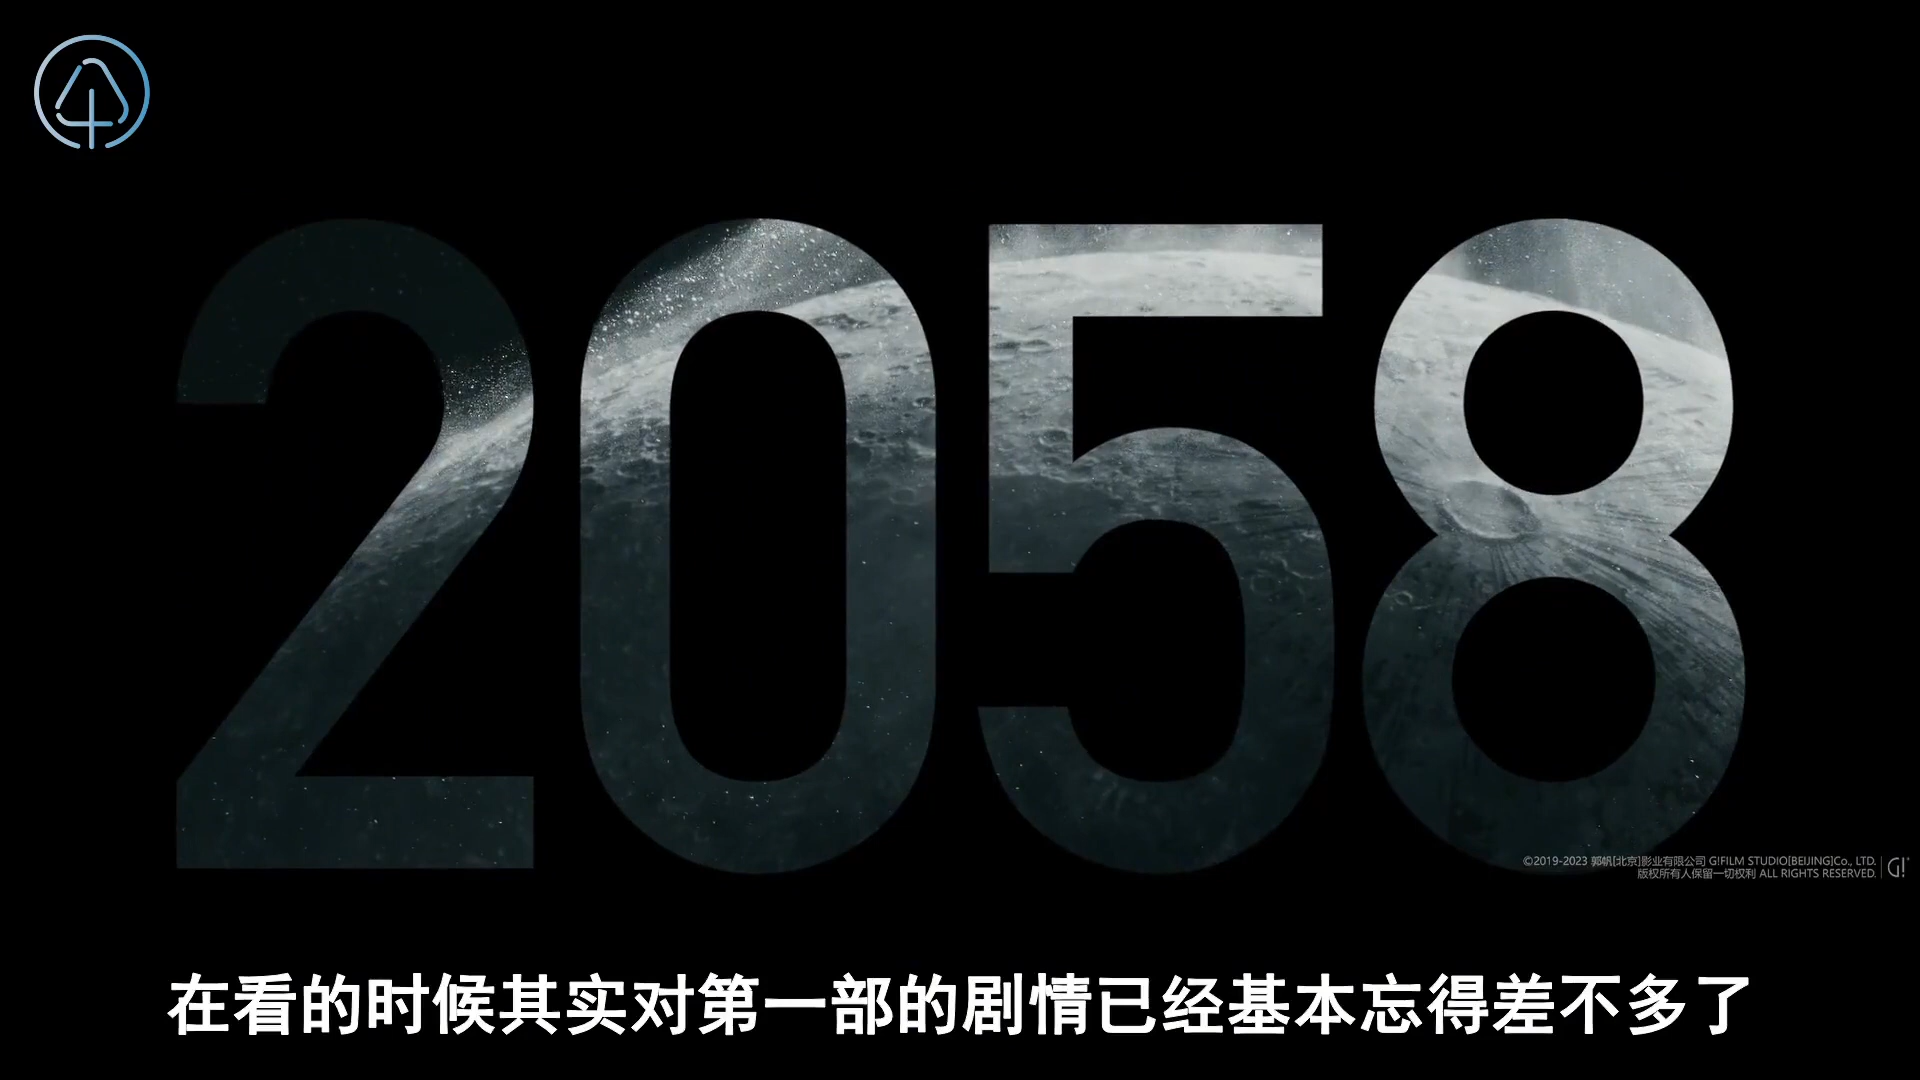 2058
©2019-2023 郭帆[北京]影业有限公司 G!FILM STUDIO[BEIJING]Co., LTD.
版权所有人保留一切权利 ALL RIGHTS RESERVED.
G!
在看的时候其实对第一部的剧情已经基本忘得差不多了